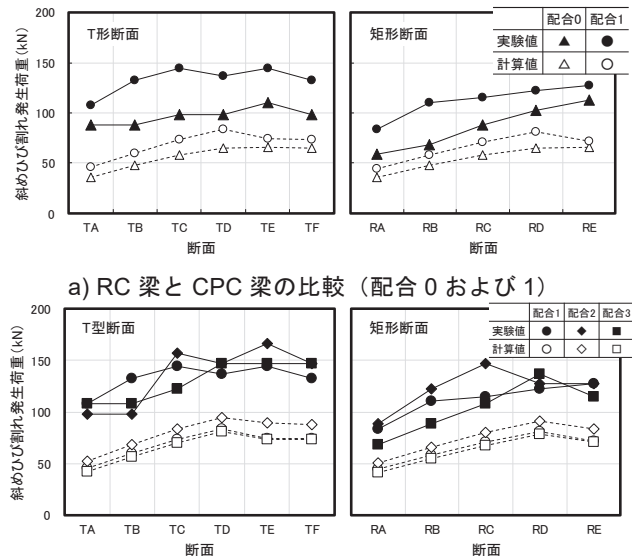 T形断面
矩形断面
配合0 配合1
実験値 ▲ ●
計算値 △ ○
斜めひび割れ発生荷重(kN)
200
150
100
50
0
TA TB TC TD TE TF
断面
RA RB RC RD RE
断面
a) RC 梁と CPC 梁の比較（配合 0 および 1）
T型断面
矩形断面
配合1 配合2 配合3
実験値 ● ◆ ■
計算値 ○ ◇ □
斜めひび割れ発生荷重(kN)
200
150
100
50
0
TA TB TC TD TE TF
断面
RA RB RC RD RE
断面